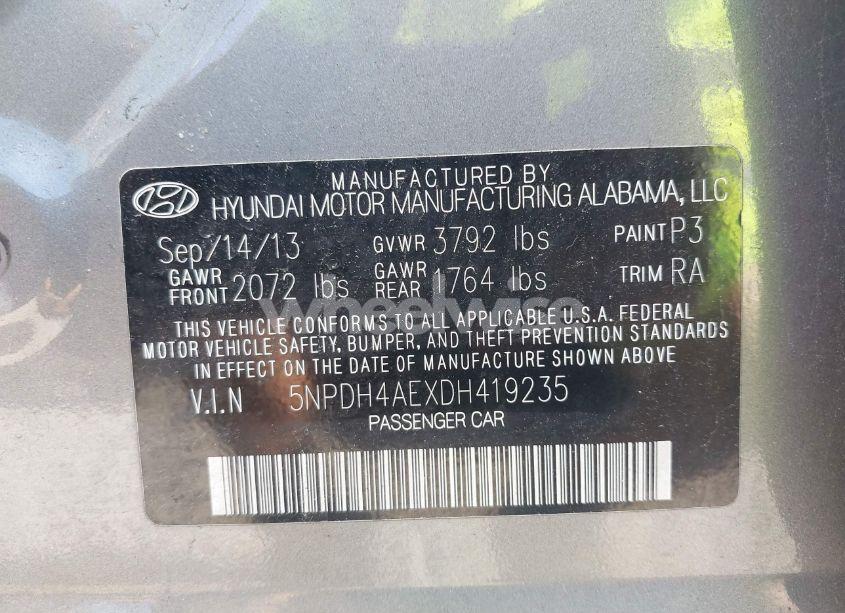 MANUFACTURED BY
HYUNDAI MOTOR MANUFACTURING ALABAMA, LLC
Sep/14/13 GVWR 3792 lbs PAINT P3
GAWR FRONT 2072 lbs GAWR REAR 1764 lbs TRIM RA
wheelwise
THIS VEHICLE CONFORMS TO ALL APPLICABLE U.S.A. FEDERAL
MOTOR VEHICLE SAFETY, BUMPER, AND THEFT PREVENTION STANDARDS
IN EFFECT ON THE DATE OF MANUFACTURE SHOWN ABOVE
V.I.N 5NPDH4AEXDH419235
PASSENGER CAR